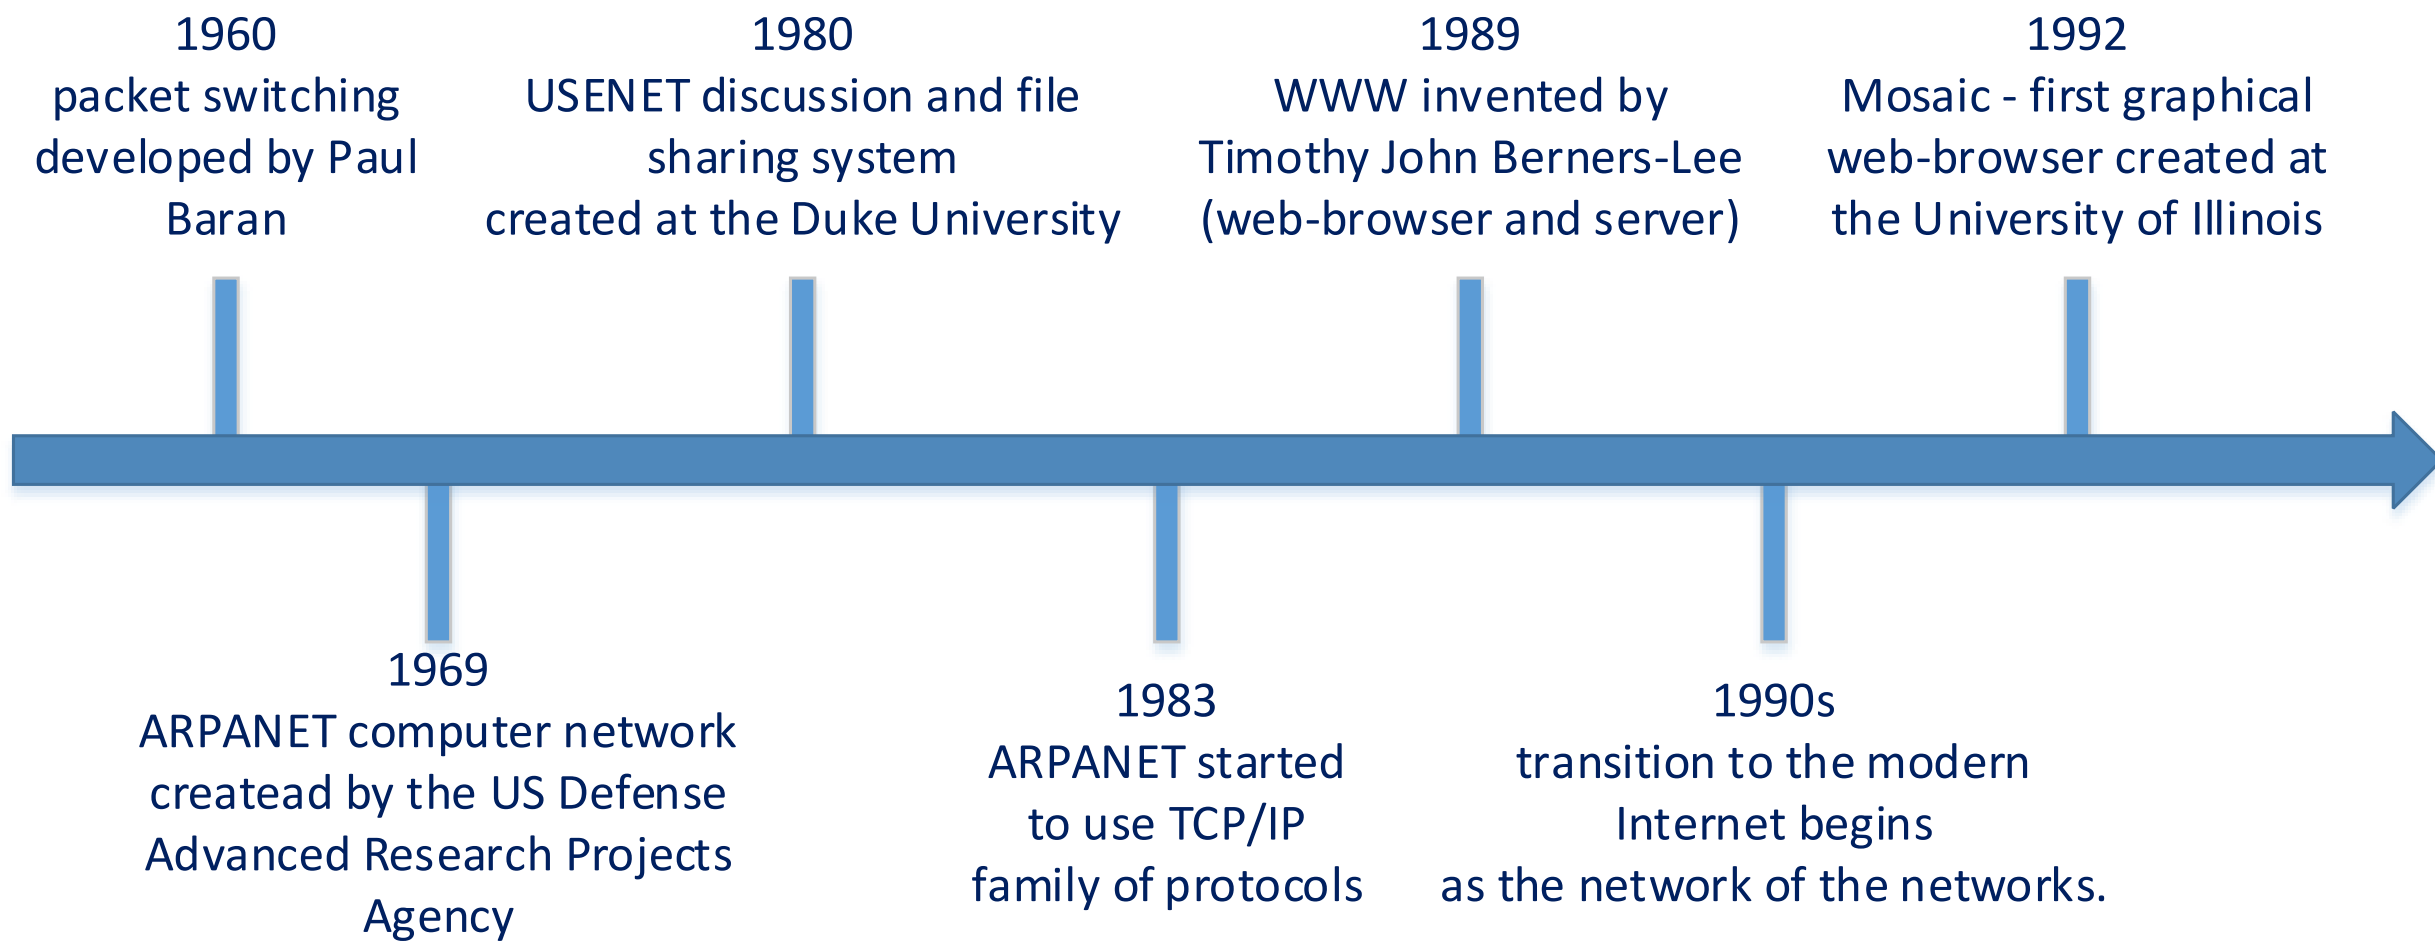 1960
packet switching
developed by Paul
Baran
1980
USENET discussion and file
sharing system
created at the Duke University
1989
WWW invented by
Timothy John Berners-Lee
(web-browser and server)
1992
Mosaic - first graphical
web-browser created at
the University of Illinois
1969
ARPANET computer network
createad by the US Defense
Advanced Research Projects
Agency
1983
ARPANET started
to use TCP/IP
family of protocols
1990s
transition to the modern
Internet begins
as the network of the networks.